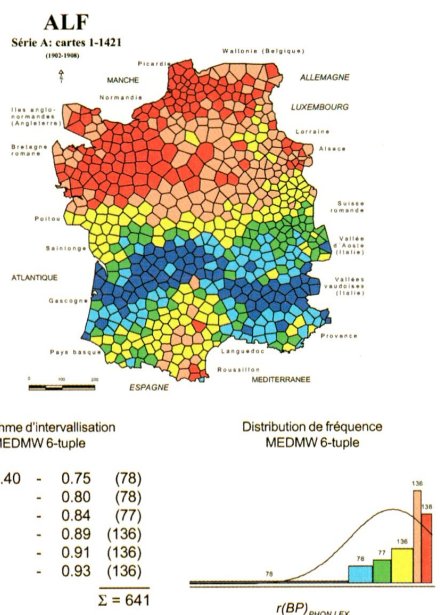 ALF
Série A: cartes 1-1421
(1902-1908)
Wallonie (Belgique)
Picardie
MANCHE
ALLEMAGNE
Normandie
LUXEMBOURG
Iles anglo-
normandes
(Angleterre)
Lorraine
Alsace
Bretagne
romane
Suisse
romande
Poitou
Vallée
d'Aoste
(Italie)
Saintonge
ATLANTIQUE
Vallées
vaudoises
(Italie)
Gascogne
Provence
Pays basque
Languedoc
Roussillon
ESPAGNE
MEDITERRANEE
0 100 200
mme d'intervallisation
MEDMW 6-tuple
.40 - 0.75 (78)
- 0.80 (78)
- 0.84 (77)
- 0.89 (136)
- 0.91 (136)
- 0.93 (136)
Σ = 641
Distribution de fréquence
MEDMW 6-tuple
78
78
77
136
136
136
r(BP)PHON,LEX